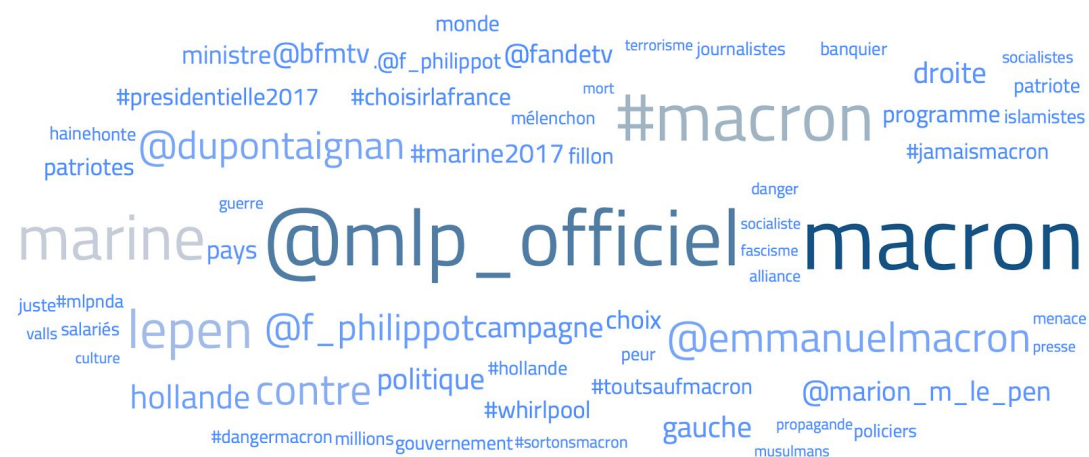 monde
ministre @bfmtv .@f_philippot @fandetv terrorisme journalistes banquier socialistes
droite patriote
#presidentielle2017 #choisirlafrance mort
mélenchon #macron programme islamistes
hainehonte @dupontaignan #marine2017 fillon #jamaismacron
patriotes
guerre danger
marine pays @mlp_officiel socialiste macron
fascisme
alliance
juste #mlpnda
valls salariés lepen @f_philippot campagne choix @emmanuelmacron menace
culture peur presse
hollande contre politique #hollande #toutsaufmacron @marion_m_le_pen
#whirlpool
#dangermacron millions gouvernement #sortonsmacron gauche propagande policiers
musulmans